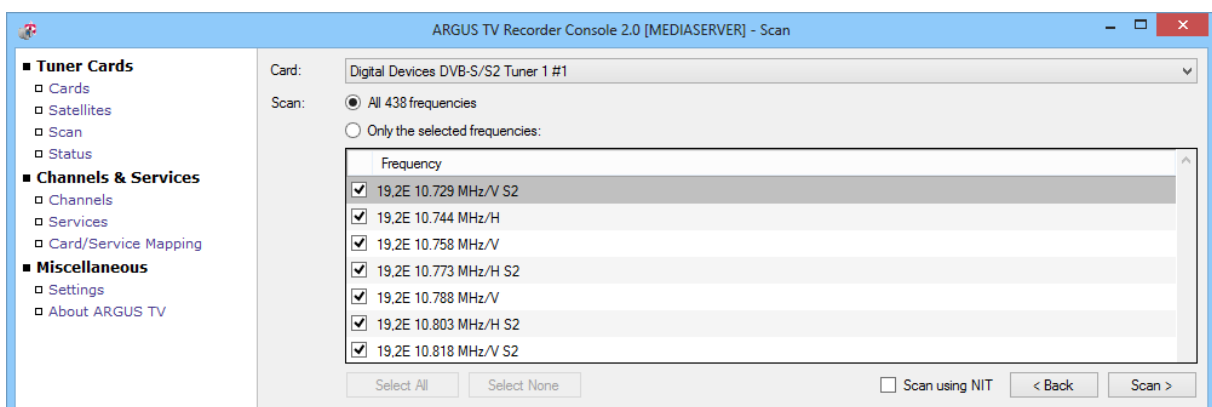 ARGUS TV Recorder Console 2.0 [MEDIASERVER] - Scan
Tuner Cards
Cards
Satellites
Scan
Status
Channels & Services
Channels
Services
Card/Service Mapping
Miscellaneous
Settings
About ARGUS TV
Card: Digital Devices DVB-S/S2 Tuner 1 #1
Scan: All 438 frequencies
Only the selected frequencies:
Frequency
19,2E 10.729 MHz/V S2
19,2E 10.744 MHz/H
19,2E 10.758 MHz/V
19,2E 10.773 MHz/H S2
19,2E 10.788 MHz/V
19,2E 10.803 MHz/H S2
19,2E 10.818 MHz/V S2
Select All Select None Scan using NIT < Back Scan >